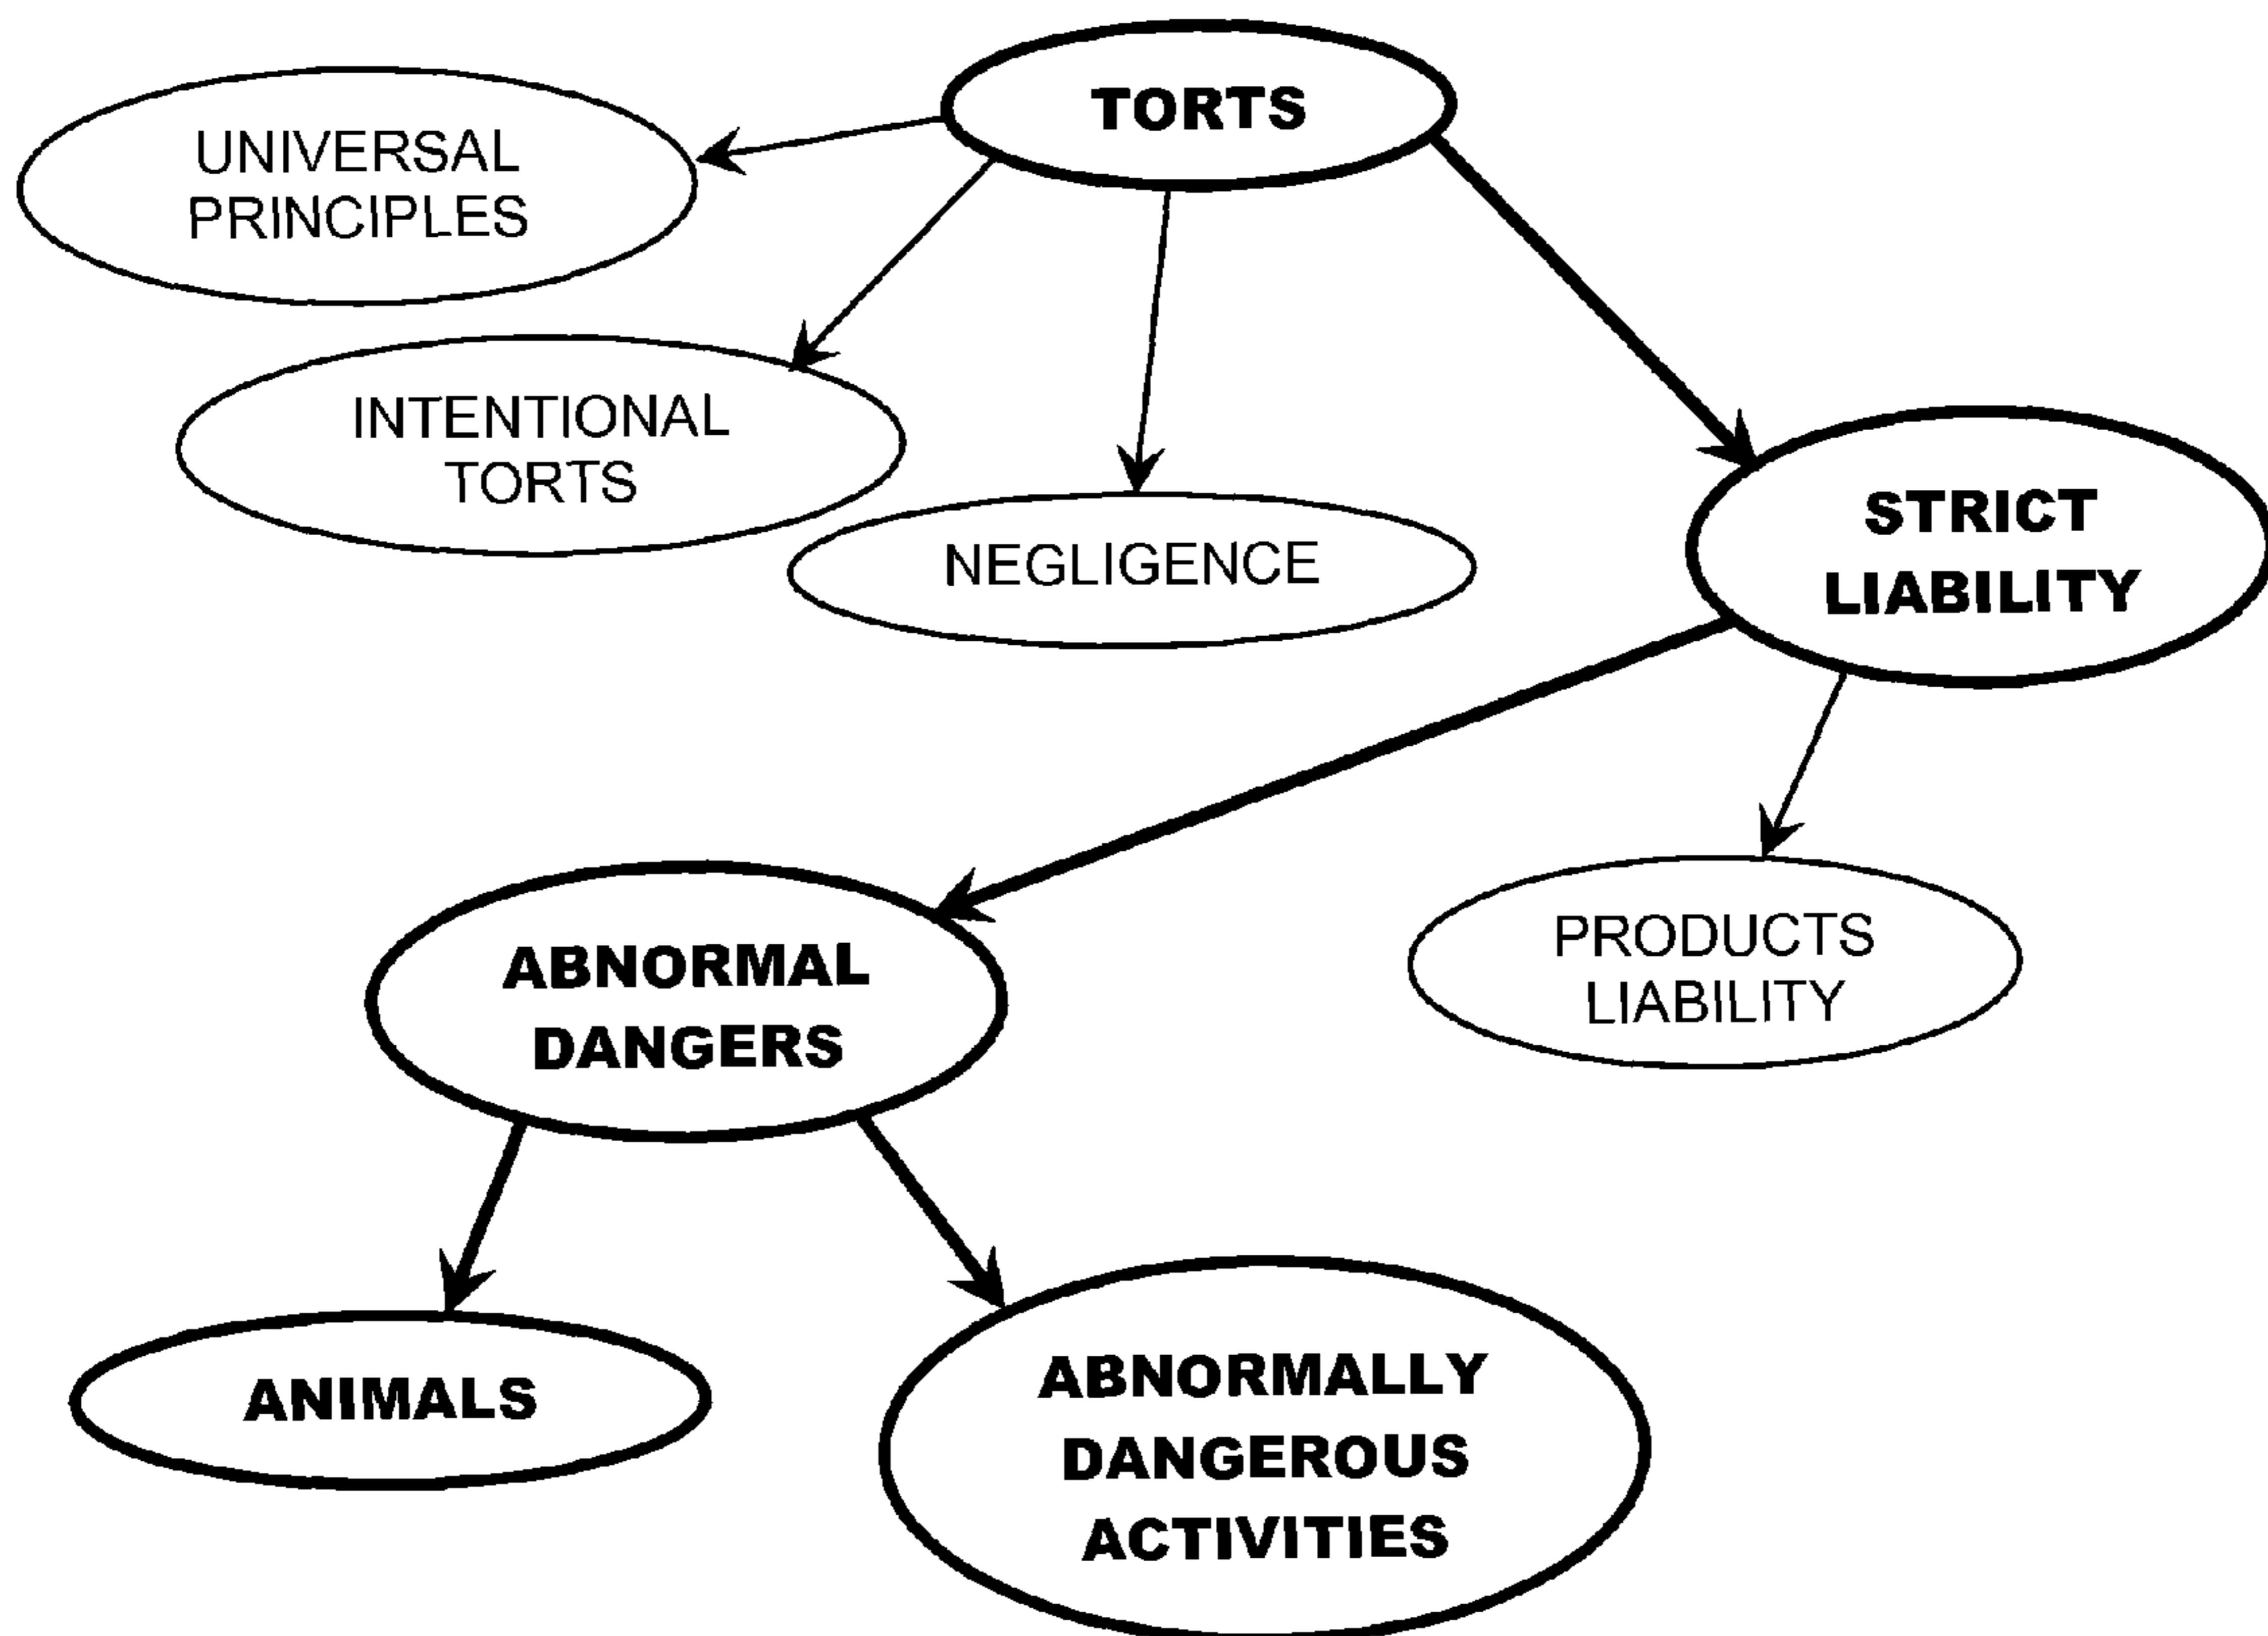 TORTS
UNIVERSAL
PRINCIPLES
INTENTIONAL
TORTS
NEGLIGENCE
STRICT
LIABILITY
ABNORMAL
DANGERS
PRODUCTS
LIABILITY
ANIMALS
ABNORMALLY
DANGEROUS
ACTIVITIES